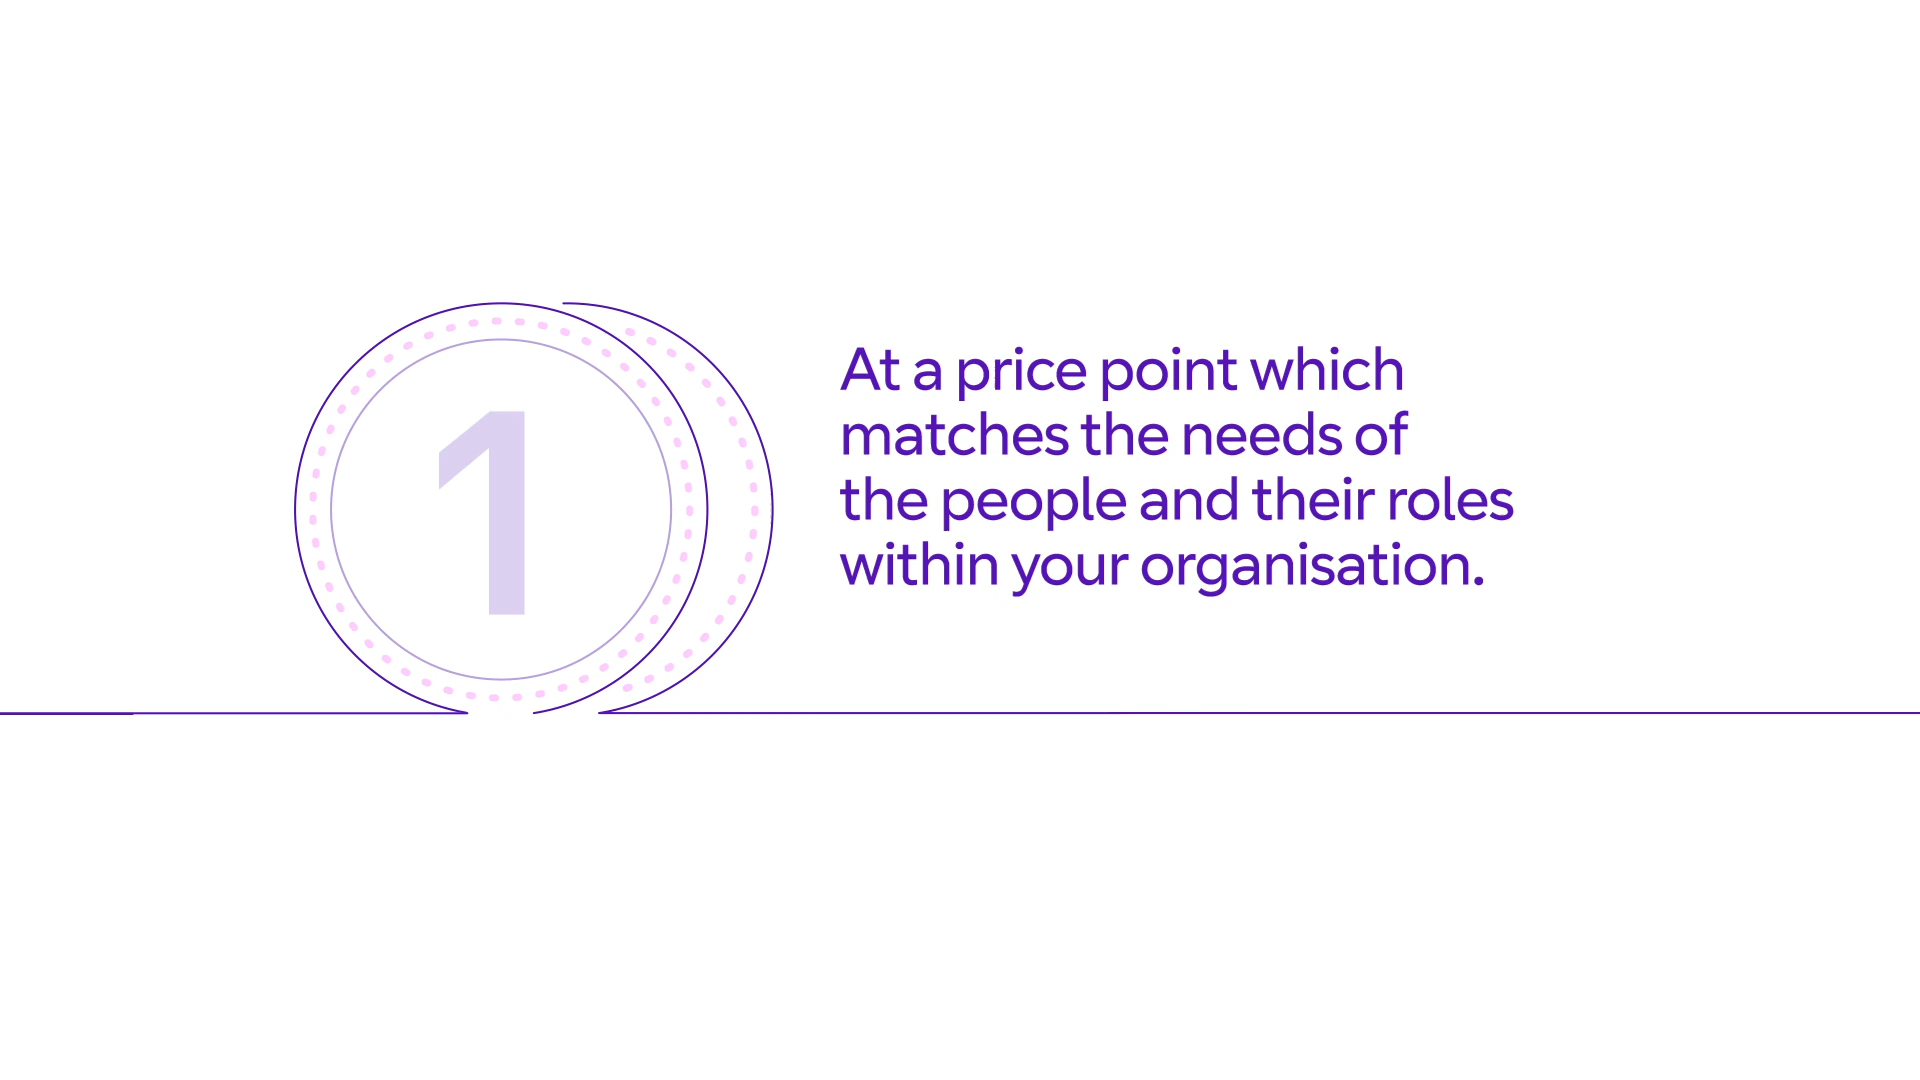 1
At a price point which
matches the needs of
the people and their roles
within your organisation.